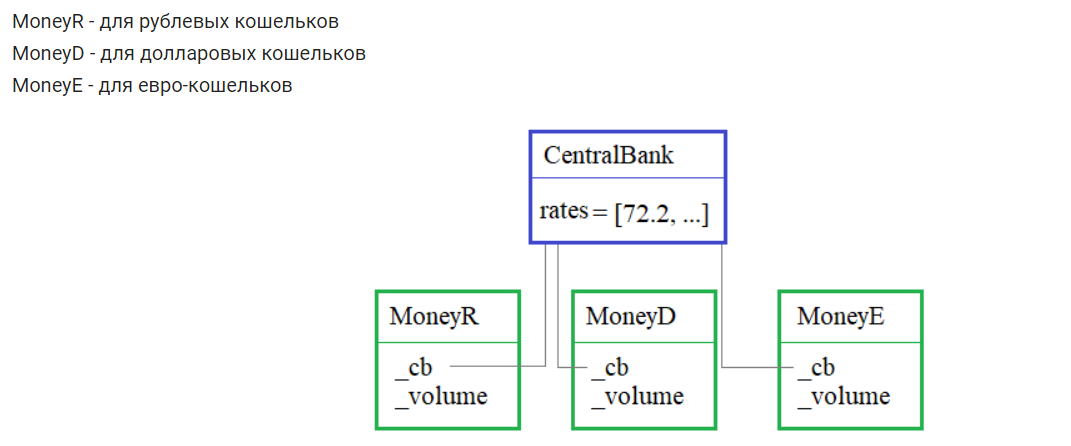 MoneyR - для рублевых кошельков
MoneyD - для долларовых кошельков
MoneyE - для евро-кошельков
CentralBank
rates = [72.2, ...]
MoneyR
_cb
_volume
MoneyD
_cb
_volume
MoneyE
_cb
_volume